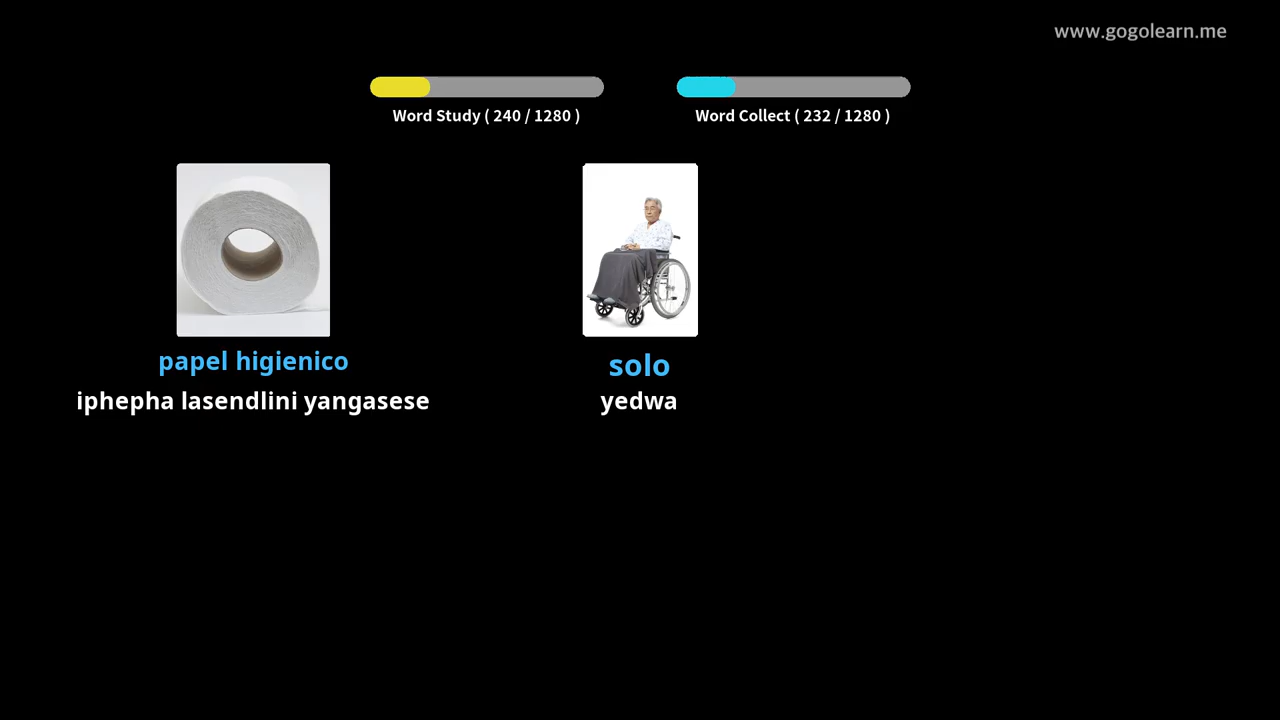 www.gogolearn.me
Word Study ( 240 / 1280 )
Word Collect ( 232 / 1280 )
papel higienico
iphepha lasendlini yangasese
solo
yedwa